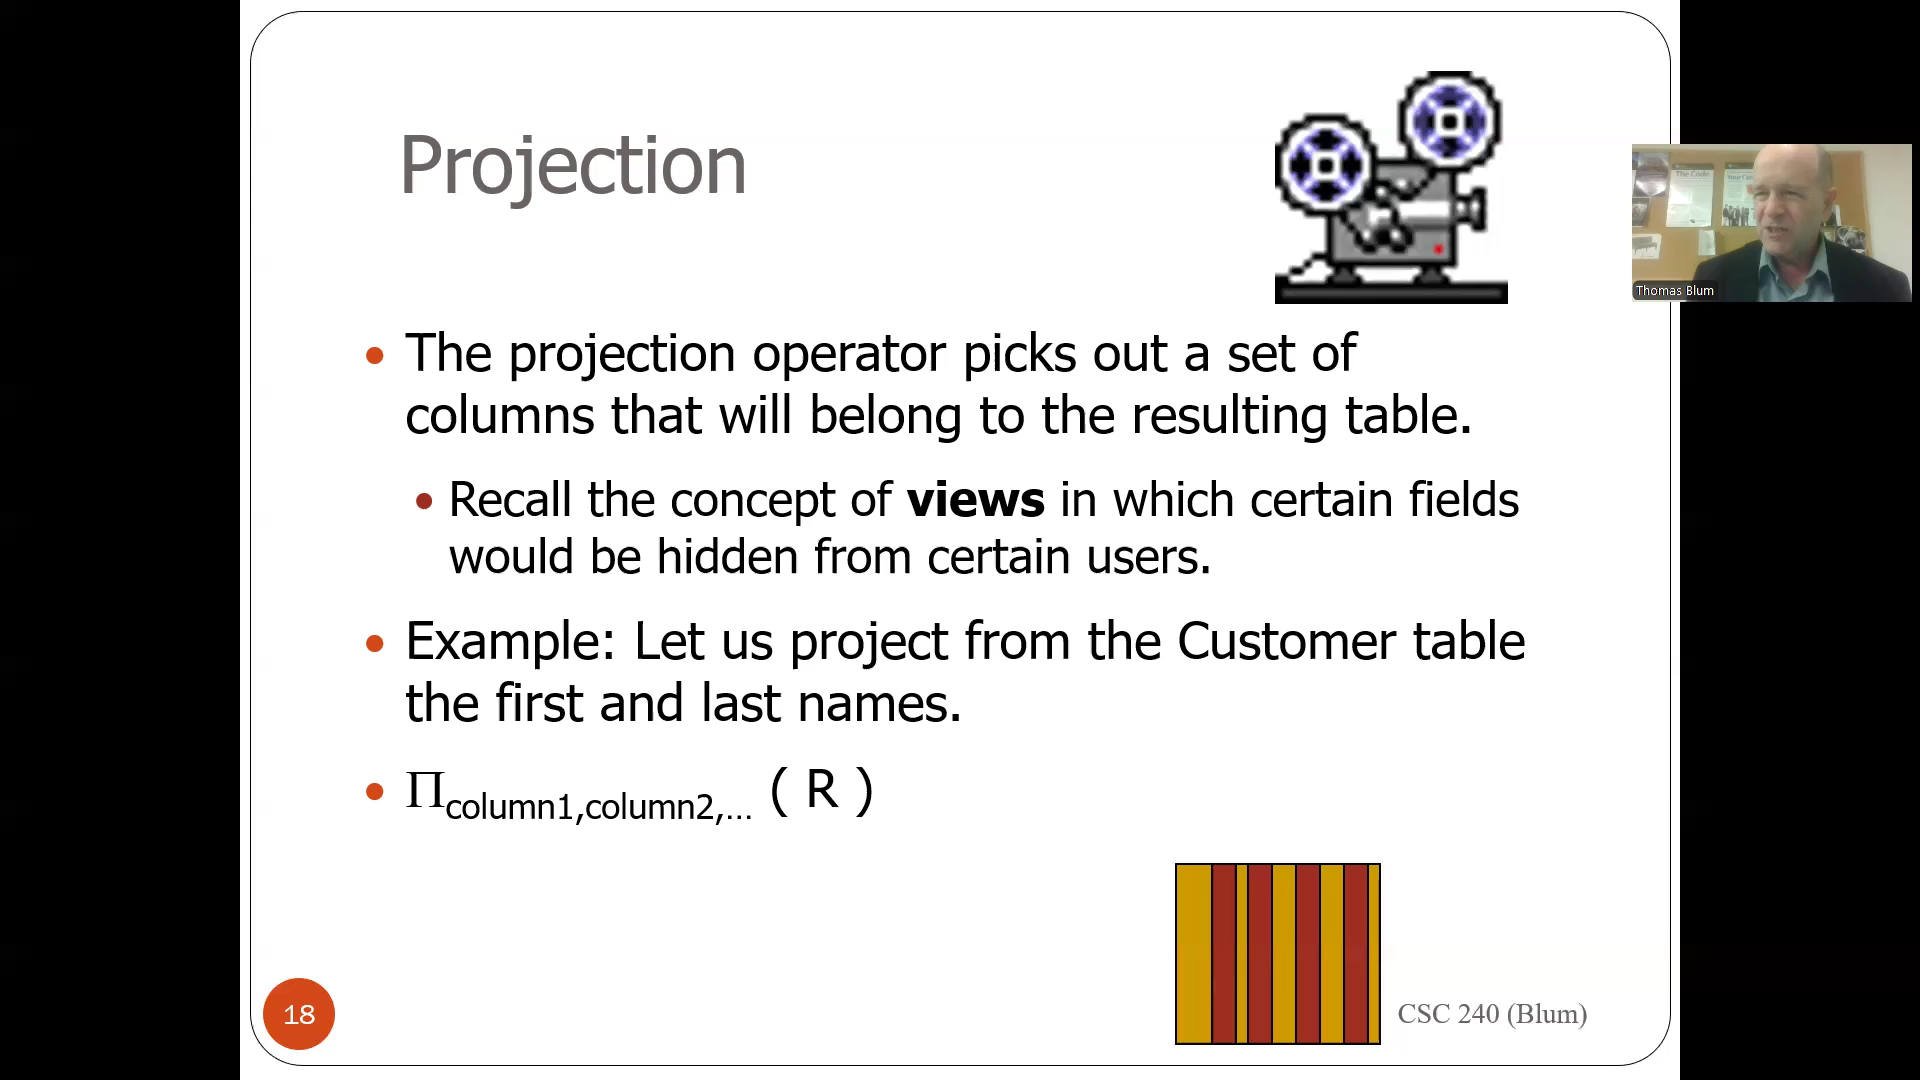 Projection
The projection operator picks out a set of
columns that will belong to the resulting table.
Recall the concept of views in which certain fields
would be hidden from certain users.
Example: Let us project from the Customer table
the first and last names.
Πcolumn1,column2,... ( R )
18
CSC 240 (Blum)
The Code
Thomas Blum